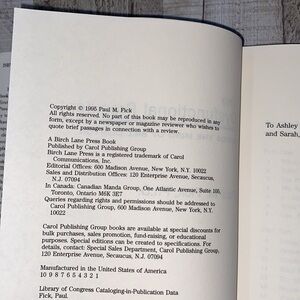 Copyright © 1995 Paul M. Fick
All rights reserved. No part of this book may be reproduced in any
form, except by a newspaper or magazine reviewer who wishes to
quote brief passages in connection with a review.
A Birch Lane Press Book
Published by Carol Publishing Group
Birch Lane Press is a registered trademark of Carol
Communications, Inc.
Editorial Offices: 600 Madison Avenue, New York, N.Y. 10022
Sales and Distribution Offices: 120 Enterprise Avenue, Secaucus,
N.J. 07094
In Canada: Canadian Manda Group, One Atlantic Avenue, Suite 105,
Toronto, Ontario M6K 3E7
Queries regarding rights and permissions should be addressed to
Carol Publishing Group, 600 Madison Avenue, New York, N.Y.
10022
Carol Publishing Group books are available at special discounts for
bulk purchases, sales promotion, fund-raising, or educational
purposes. Special editions can be created to specifications. For
details, contact: Special Sales Department, Carol Publishing Group,
120 Enterprise Avenue, Secaucus, N.J. 07094
Manufactured in the United States of America
10 9 8 7 6 5 4 3 2 1
Library of Congress Cataloging-in-Publication Data
Fick, Paul.
To Ashley
and Sarah,